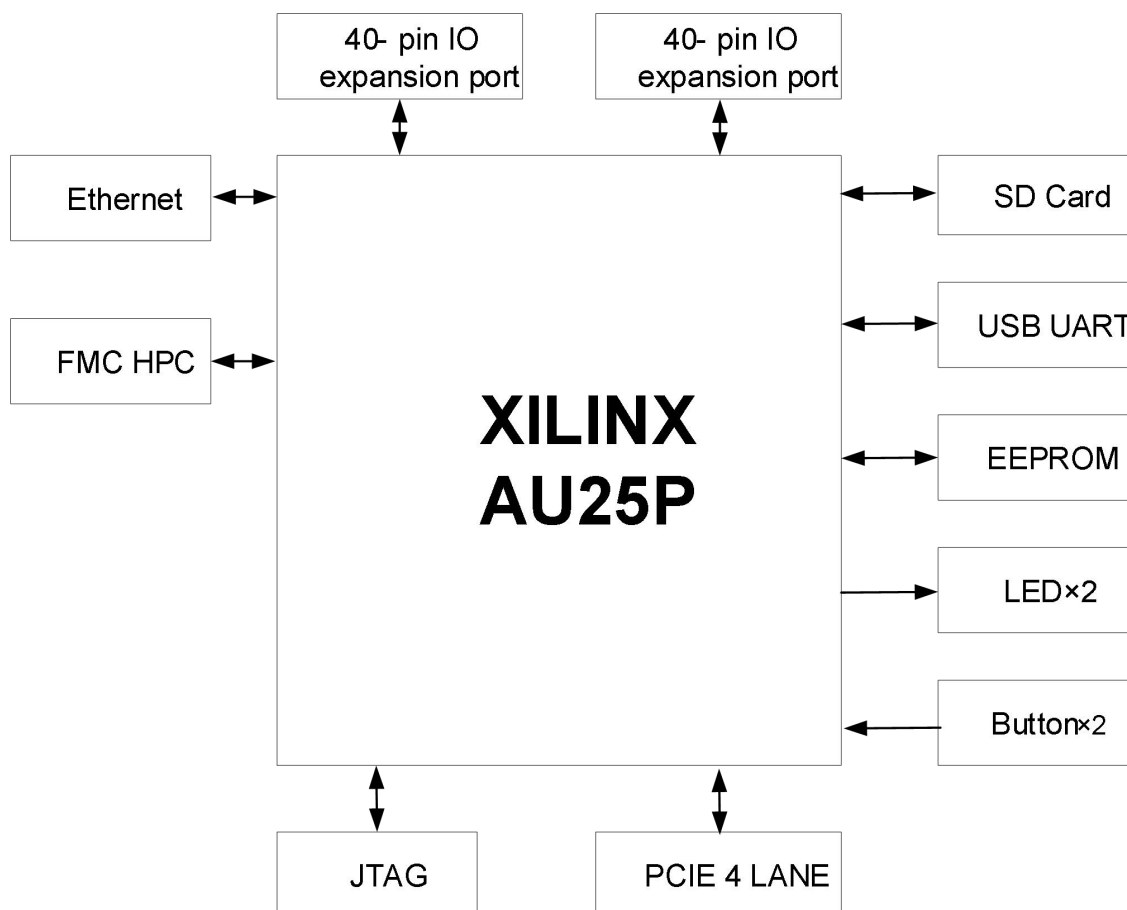 40- pin IO
expansion port
40- pin IO
expansion port
Ethernet
SD Card
FMC HPC
USB UART
XILINX
AU25P
EEPROM
LED×2
Button×2
JTAG
PCIE 4 LANE